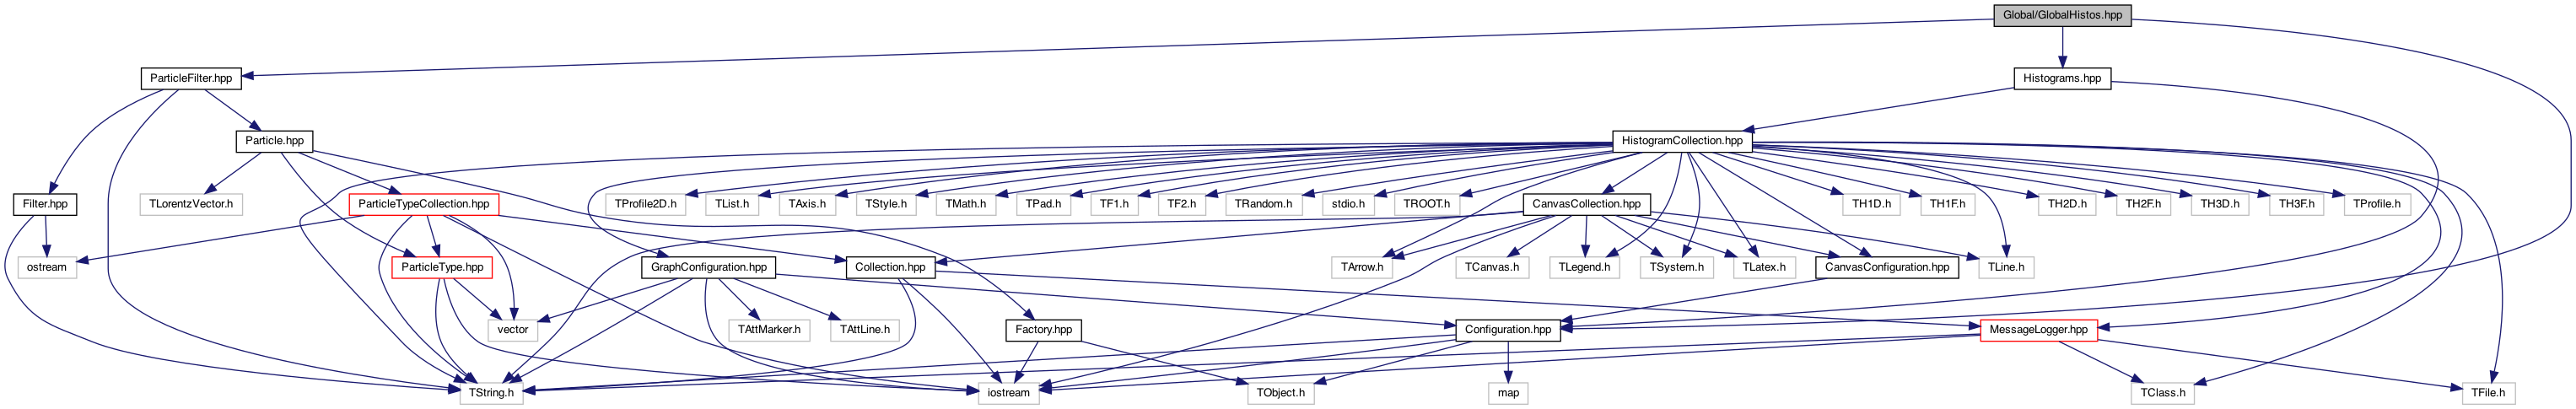 Global/GlobalHistos.hpp
ParticleFilter.hpp
Histograms.hpp
Particle.hpp
HistogramCollection.hpp
Filter.hpp
TLorentzVector.h
ParticleTypeCollection.hpp
TProfile2D.h
TList.h
TAxis.h
TStyle.h
TMath.h
TPad.h
TF1.h
TF2.h
TRandom.h
stdio.h
TROOT.h
CanvasCollection.hpp
TH1D.h
TH1F.h
TH2D.h
TH2F.h
TH3D.h
TH3F.h
TProfile.h
ostream
ParticleType.hpp
GraphConfiguration.hpp
Collection.hpp
TArrow.h
TCanvas.h
TLegend.h
TSystem.h
TLatex.h
CanvasConfiguration.hpp
TLine.h
vector
TAttMarker.h
TAttLine.h
Factory.hpp
Configuration.hpp
MessageLogger.hpp
TString.h
iostream
TObject.h
map
TClass.h
TFile.h